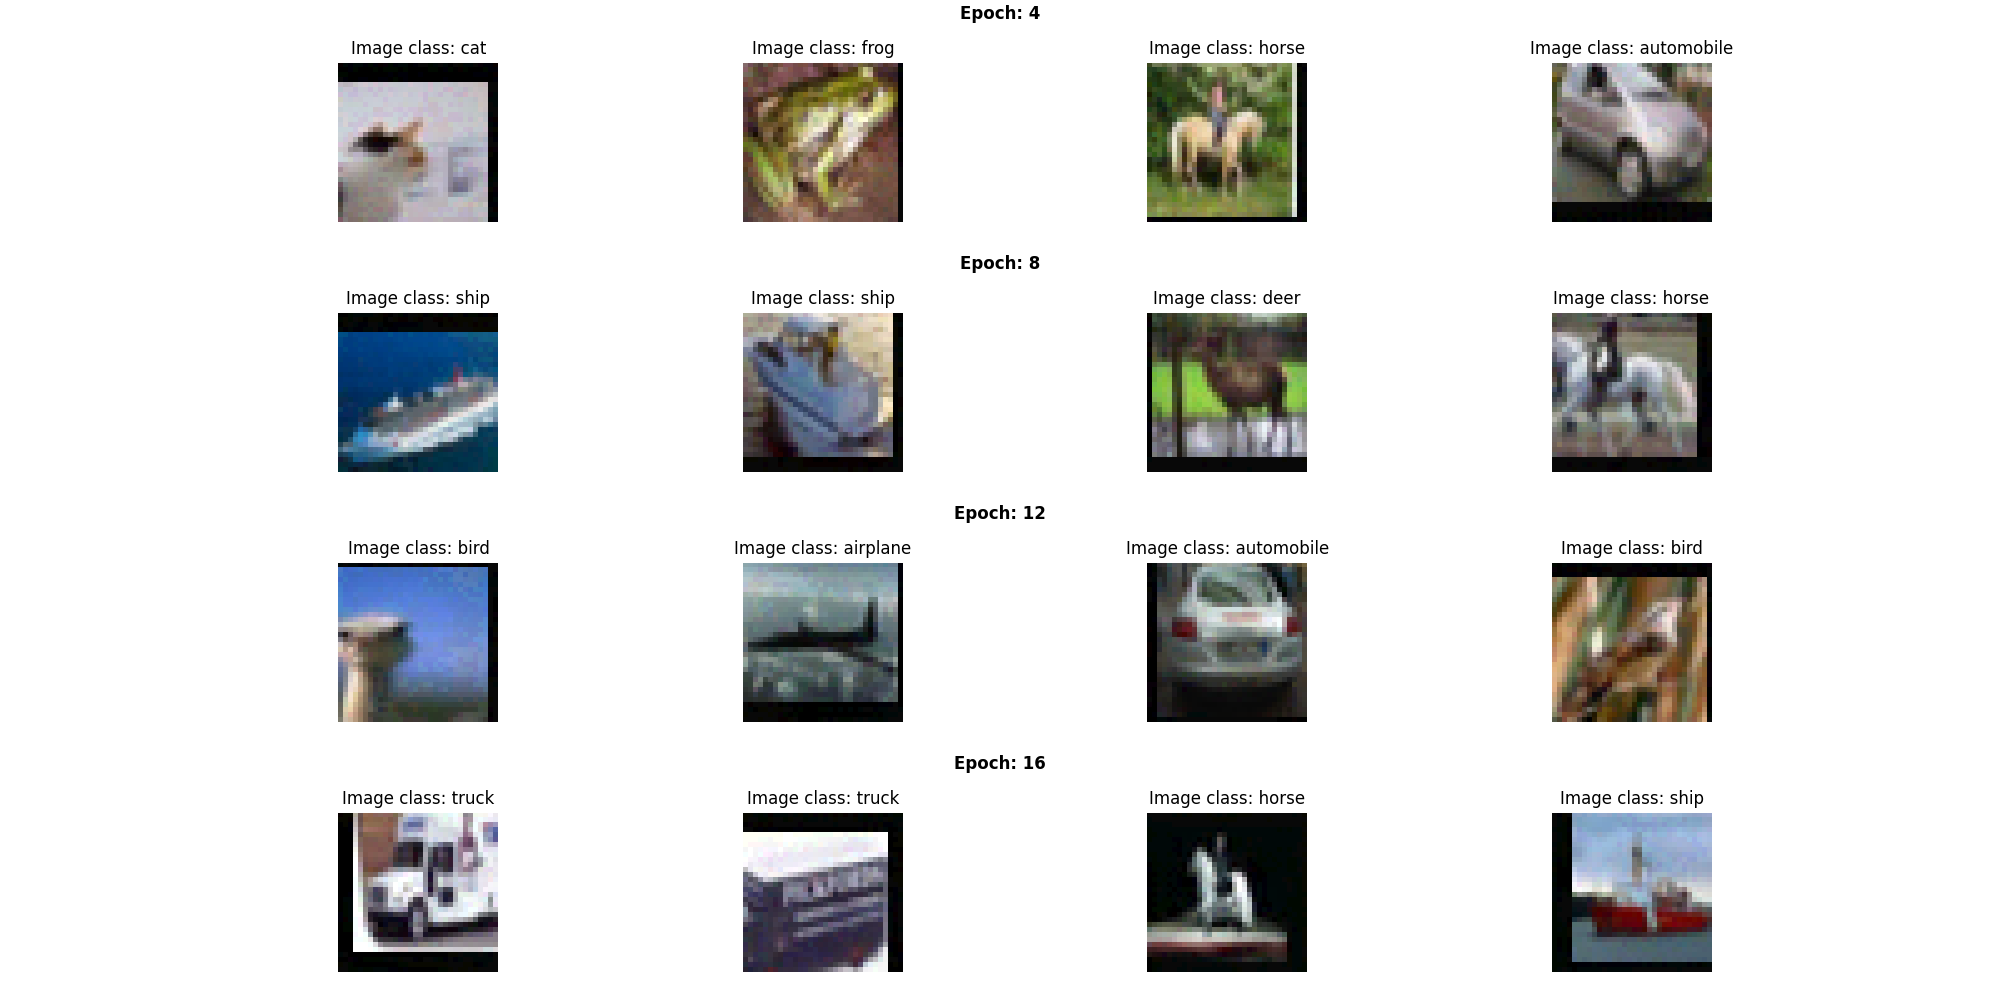 Epoch: 4
Image class: cat
Image class: frog
Image class: horse
Image class: automobile
Epoch: 8
Image class: ship
Image class: ship
Image class: deer
Image class: horse
Epoch: 12
Image class: bird
Image class: airplane
Image class: automobile
Image class: bird
Epoch: 16
Image class: truck
Image class: truck
Image class: horse
Image class: ship